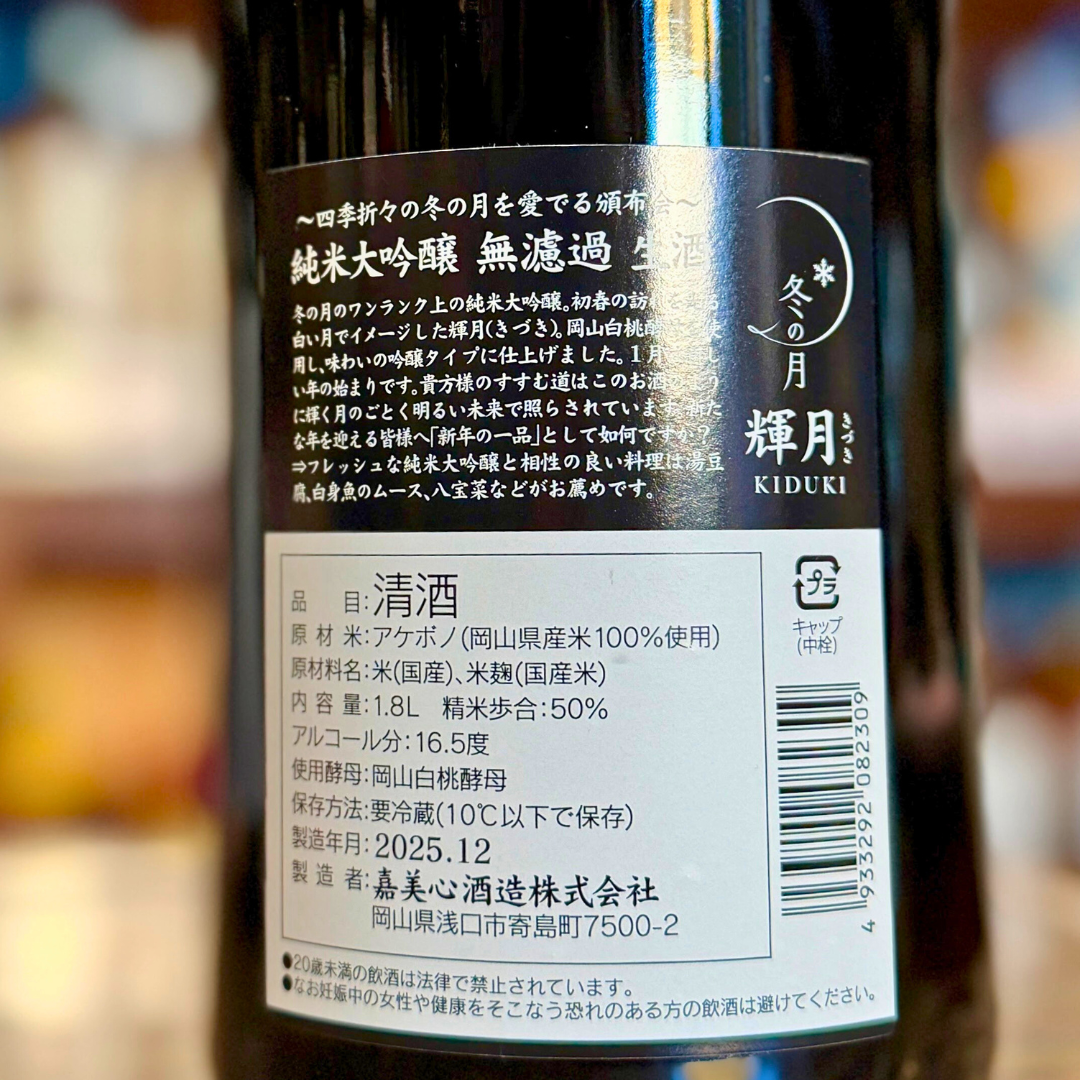 ～四季折々の冬の月を愛でる頒布会～
純米大吟醸 無濾過 生酒
冬の月のワンランク上の純米大吟醸。初春の訪れを
白い月でイメージした輝月(きづき)。岡山白桃酵 使
用し、味わいの吟醸タイプに仕上げました。1月 し
い年の始まりです。貴方様のすすむ道はこのお酒のように
に輝く月のごとく明るい未来で照らされています。新た
な年を迎える皆様へ「新年の一品」として如何ですか?
⇒フレッシュな純米大吟醸と相性の良い料理は湯豆
腐、白身魚のムース、八宝菜などがお薦めです。
冬の月
輝月
きづき
KIDUKI
品目:清酒
原材米:アケボノ(岡山県産米100%使用)
原材料名:米(国産)、米麹(国産米)
内容量:1.8L 精米歩合:50%
アルコール分:16.5度
使用酵母:岡山白桃酵母
保存方法:要冷蔵(10℃以下で保存)
製造年月:2025.12
製造者:嘉美心酒造株式会社
岡山県浅口市寄島町7500-2
プラ
キャップ
(中栓)
4 933292 082309
●20歳未満の飲酒は法律で禁止されています。
●なお妊娠中の女性や健康をそこなう恐れのある方の飲酒は避けてください。